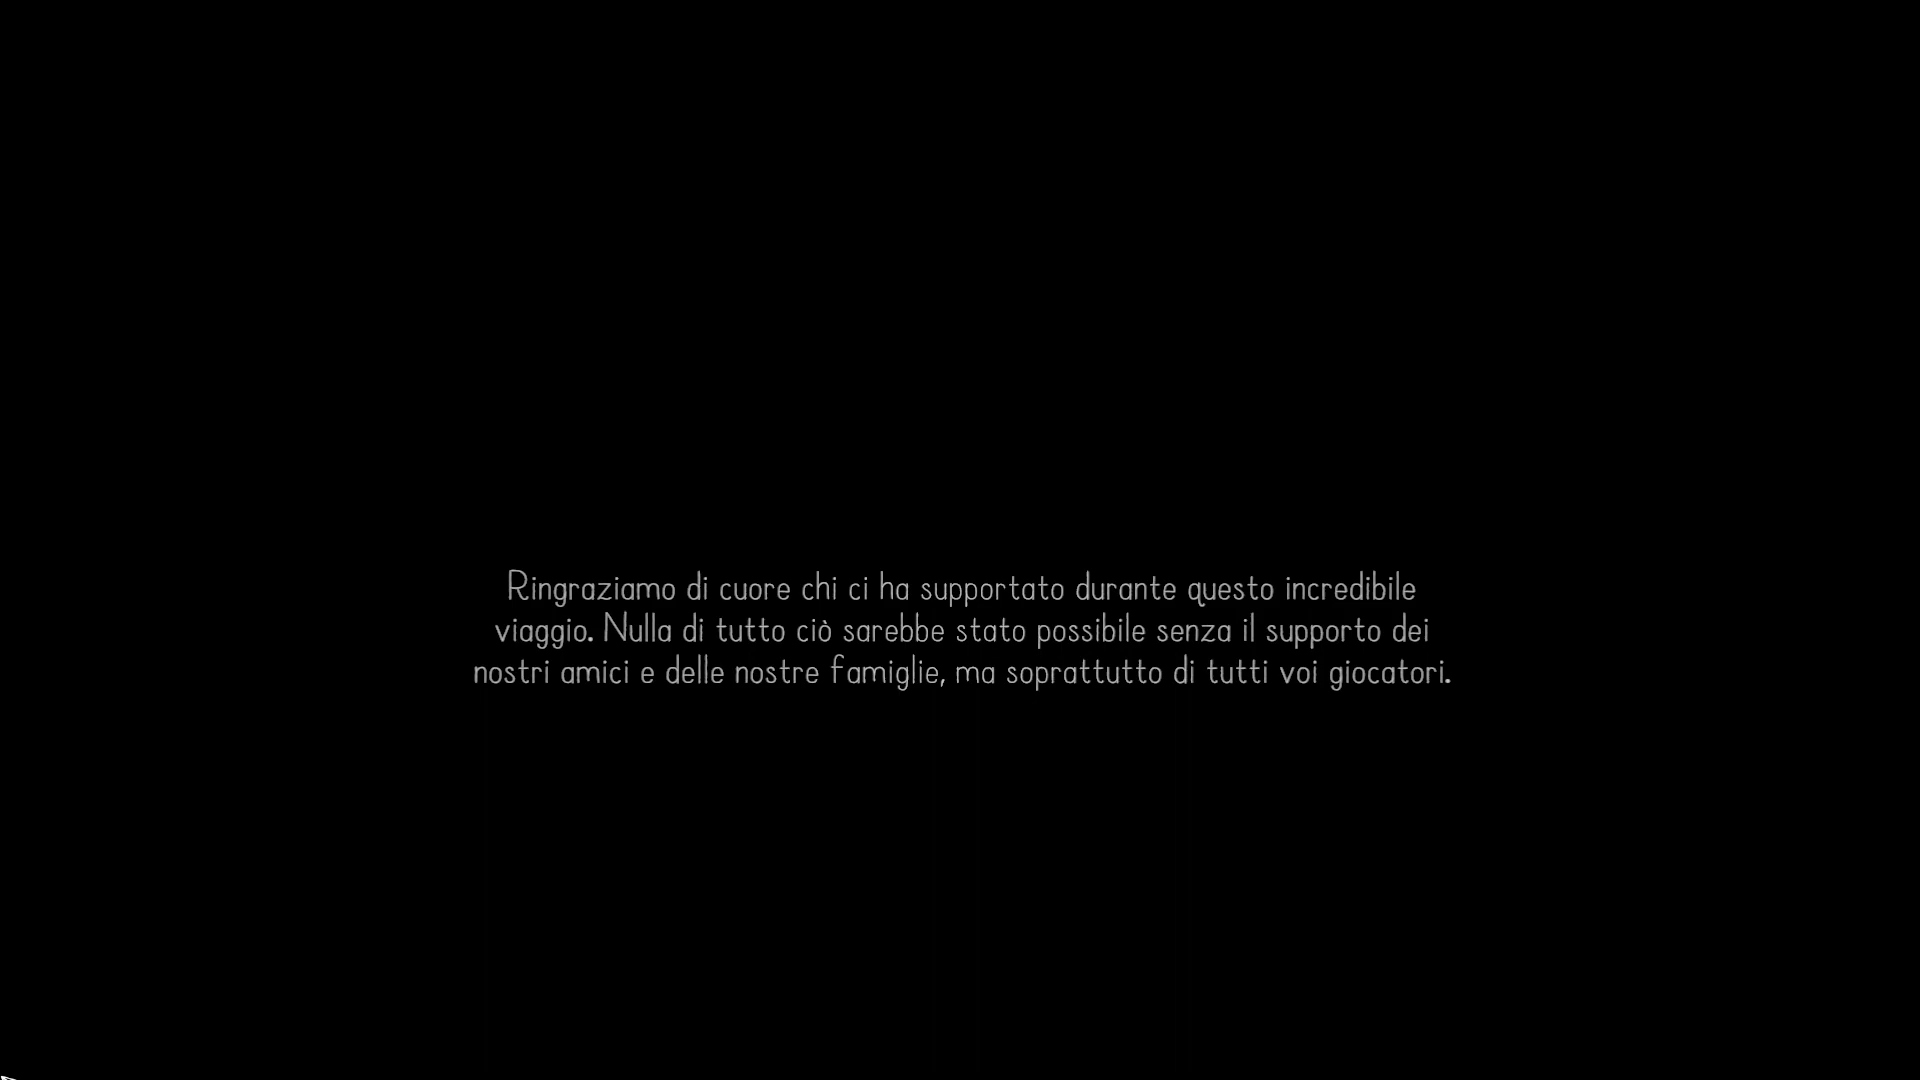 Ringraziamo di cuore chi ci ha supportato durante questo incredibile
viaggio. Nulla di tutto ciò sarebbe stato possibile senza il supporto dei
nostri amici e delle nostre famiglie, ma soprattutto di tutti voi giocatori.